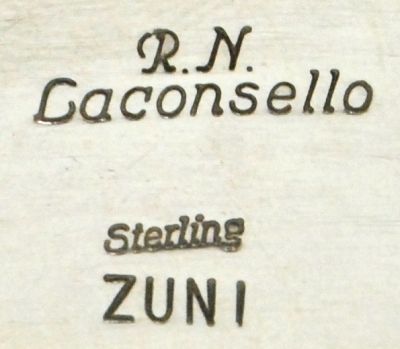 R.N.
Laconsello
Sterling
ZUNI